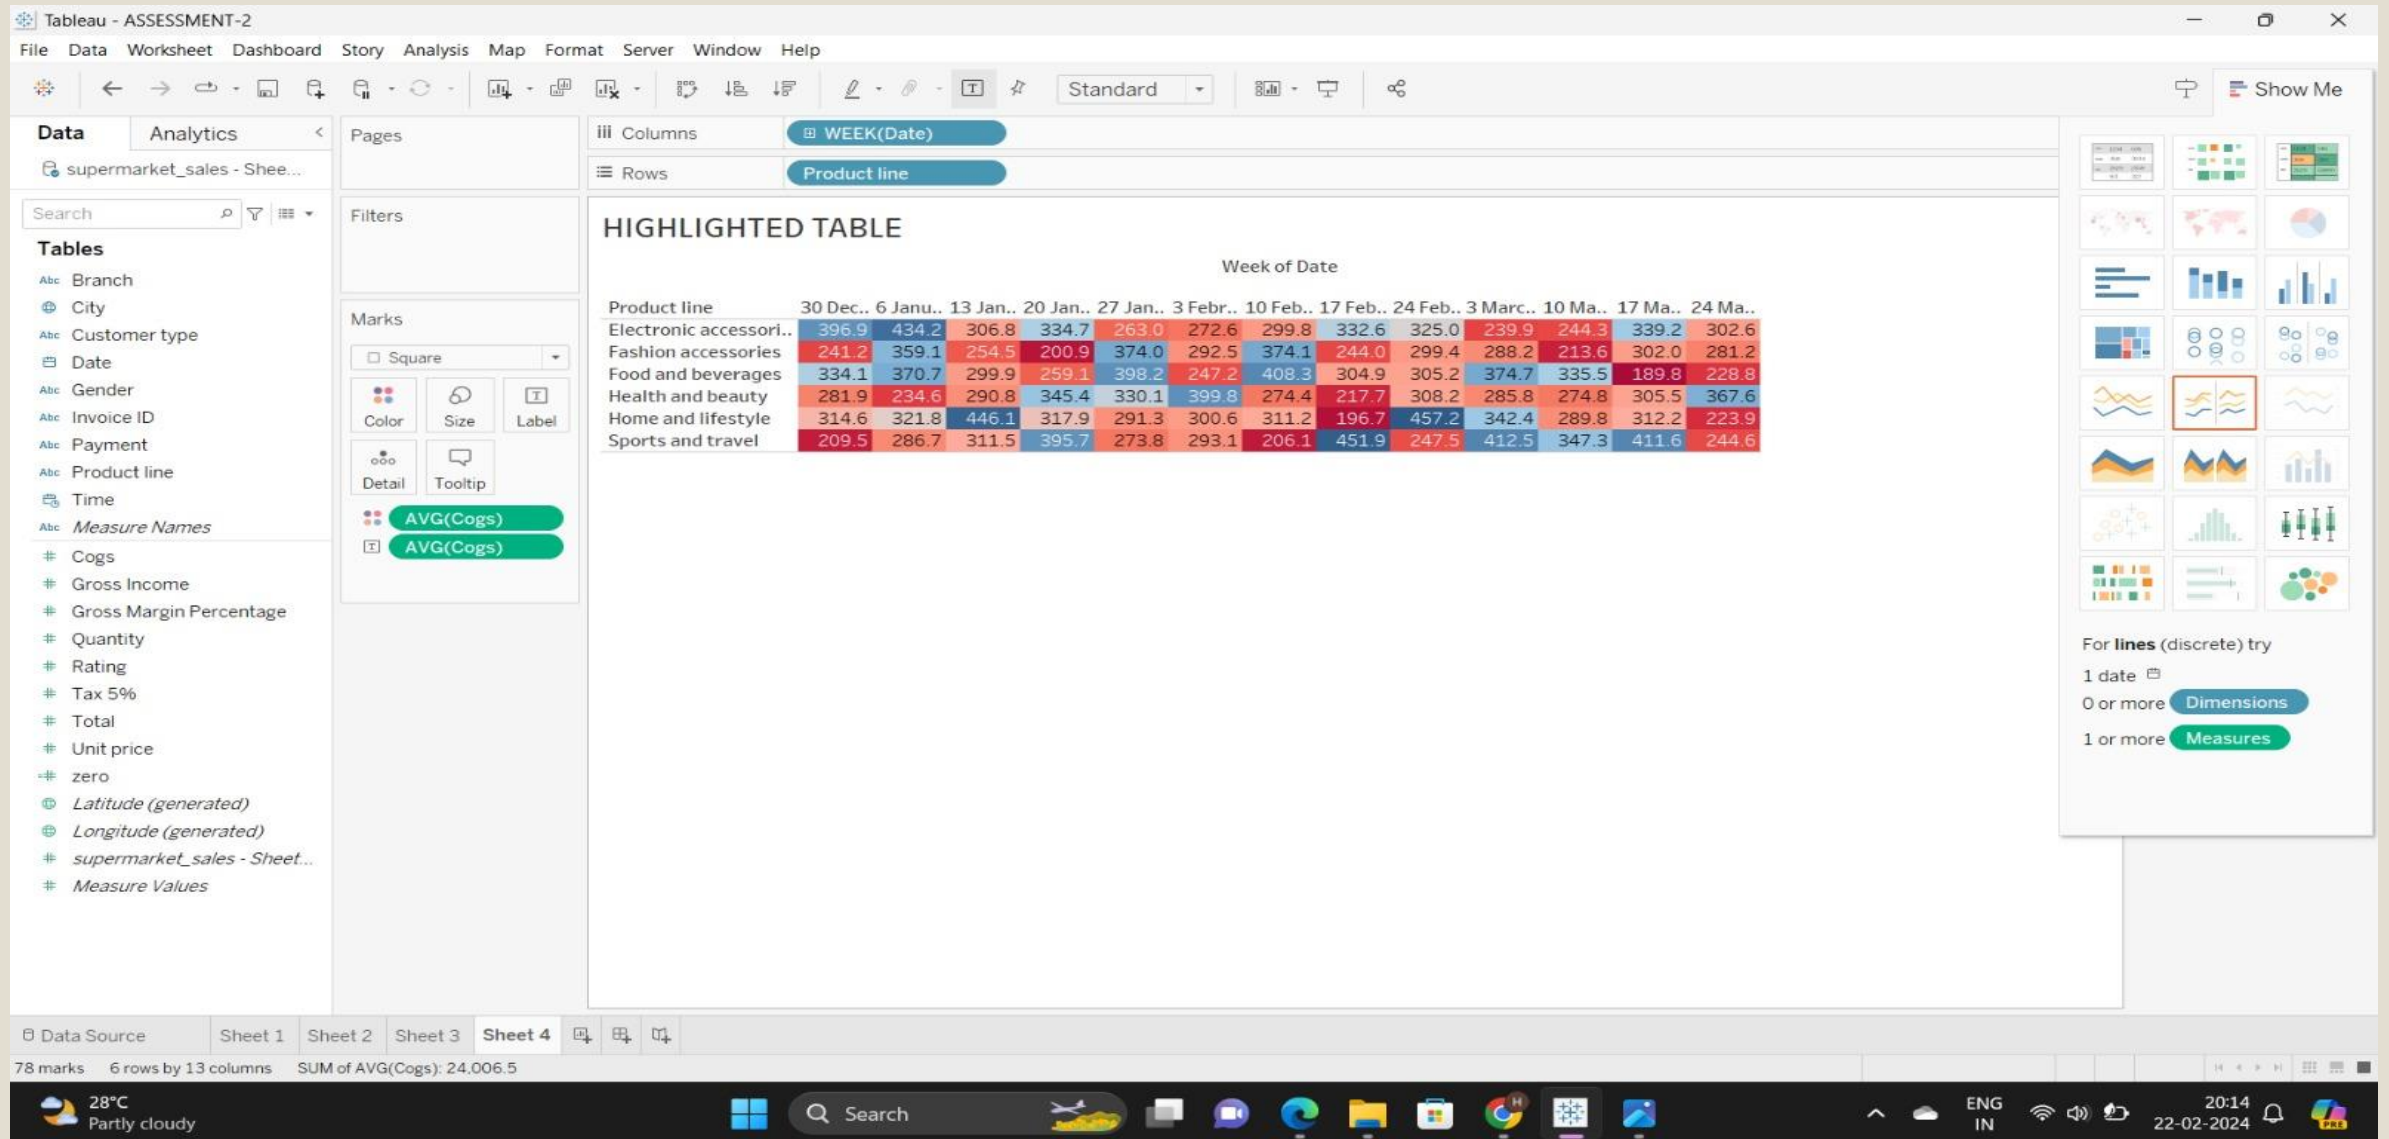 Tableau - ASSESSMENT-2
File Data Worksheet Dashboard Story Analysis Map Format Server Window Help
Standard
Show Me
Data Analytics
supermarket_sales - Shee...
Search
Tables
Abc Branch
City
Abc Customer type
Date
Abc Gender
Abc Invoice ID
Abc Payment
Abc Product line
Time
Abc Measure Names
# Cogs
# Gross Income
# Gross Margin Percentage
# Quantity
# Rating
# Tax 5%
# Total
# Unit price
=# zero
Latitude (generated)
Longitude (generated)
# supermarket_sales - Sheet...
# Measure Values
Pages
Filters
Marks
Square
Color Size Label
Detail Tooltip
AVG(Cogs)
T AVG(Cogs)
iii Columns WEEK(Date)
Rows Product line
HIGHLIGHTED TABLE
Week of Date
Product line 30 Dec.. 6 Janu.. 13 Jan.. 20 Jan.. 27 Jan.. 3 Febr.. 10 Feb.. 17 Feb.. 24 Feb.. 3 Marc.. 10 Ma.. 17 Ma.. 24 Ma..
Electronic accessori.. 396.9 434.2 306.8 334.7 263.0 272.6 299.8 332.6 325.0 239.9 244.3 339.2 302.6
Fashion accessories 241.2 359.1 254.5 200.9 374.0 292.5 374.1 244.0 299.4 288.2 213.6 302.0 281.2
Food and beverages 334.1 370.7 299.9 259.1 398.2 247.2 408.3 304.9 305.2 374.7 335.5 189.8 228.8
Health and beauty 281.9 234.6 290.8 345.4 330.1 399.8 274.4 217.7 308.2 285.8 274.8 305.5 367.6
Home and lifestyle 314.6 321.8 446.1 317.9 291.3 300.6 311.2 196.7 457.2 342.4 289.8 312.2 223.9
Sports and travel 209.5 286.7 311.5 395.7 273.8 293.1 206.1 451.9 247.5 412.5 347.3 411.6 244.6
For lines (discrete) try
1 date
0 or more Dimensions
1 or more Measures
Data Source Sheet 1 Sheet 2 Sheet 3 Sheet 4
78 marks 6 rows by 13 columns SUM of AVG(Cogs): 24,006.5
28°C
Partly cloudy
Search
H
ENG
IN
20:14
22-02-2024
PRE